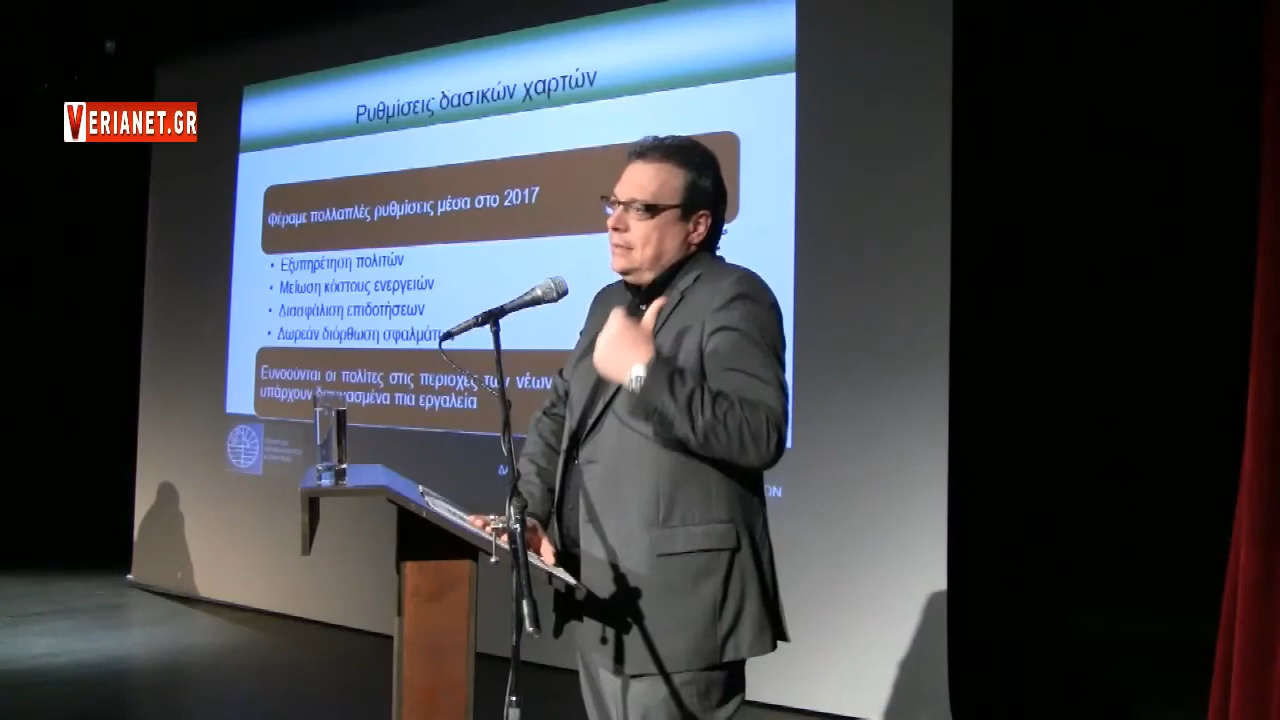 VERIANET.GR
Ρυθμίσεις δασικών χαρτών
Φέραμε πολλαπλές ρυθμίσεις μέσα στο 2017
• Εξυπηρέτηση πολιτών
• Μείωση κόστους ενεργειών
• Διασφάλιση επιδοτήσεων
• Δωρεάν διόρθωση
Ευνοούνται οι πολίτες στις περιοχές των νέων
υπάρχουν πια εργαλεία